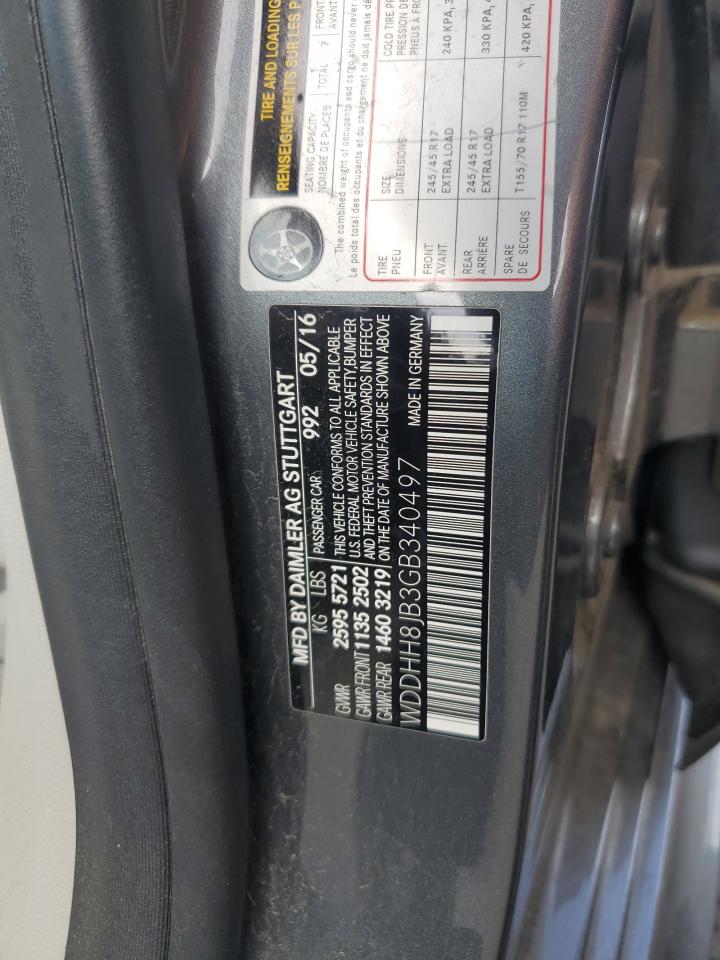 TIRE AND LOADING
RENSEIGNEMENTS SUR LES P
SEATING CAPACITY
NOMBRE DE PLACES
TOTAL 7
FRONT
AVANT
The combined weight of occupants and cargo should never
Le poids total des occupants et du chargement ne doit jamais dé
TIRE
PNEU
SIZE
DIMENSIONS
COLD TIRE PR
PRESSION DE
PNEUS À FRO
FRONT
AVANT
245/45 R17
EXTRA LOAD
240 KPA, 3
REAR
ARRIÈRE
245/45 R17
EXTRA LOAD
330 KPA, 4
SPARE
DE SECOURS
T155/70 R17 110M
420 KPA,
MFD BY DAIMLER AG STUTTGART
KG LBS PASSENGER CAR 992 05/16
GVWR 2595 5721
GAWR FRONT 1135 2502
GAWR REAR 1460 3219
THIS VEHICLE CONFORMS TO ALL APPLICABLE
U.S. FEDERAL MOTOR VEHICLE SAFETY,BUMPER
AND THEFT PREVENTION STANDARDS IN EFFECT
ON THE DATE OF MANUFACTURE SHOWN ABOVE
WDDHH8JB3GB340497 MADE IN GERMANY